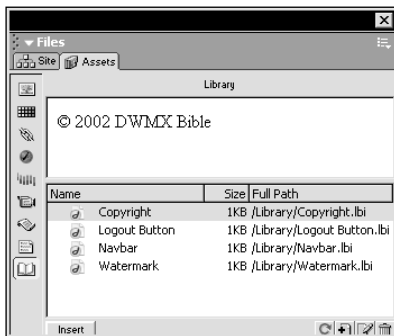 Files
Site Assets
Library
© 2002 DWMX Bible
Name Size Full Path
Copyright 1KB /Library/Copyright.lbi
Logout Button 1KB /Library/Logout Button.lbi
Navbar 1KB /Library/Navbar.lbi
Watermark 1KB /Library/Watermark.lbi
Insert